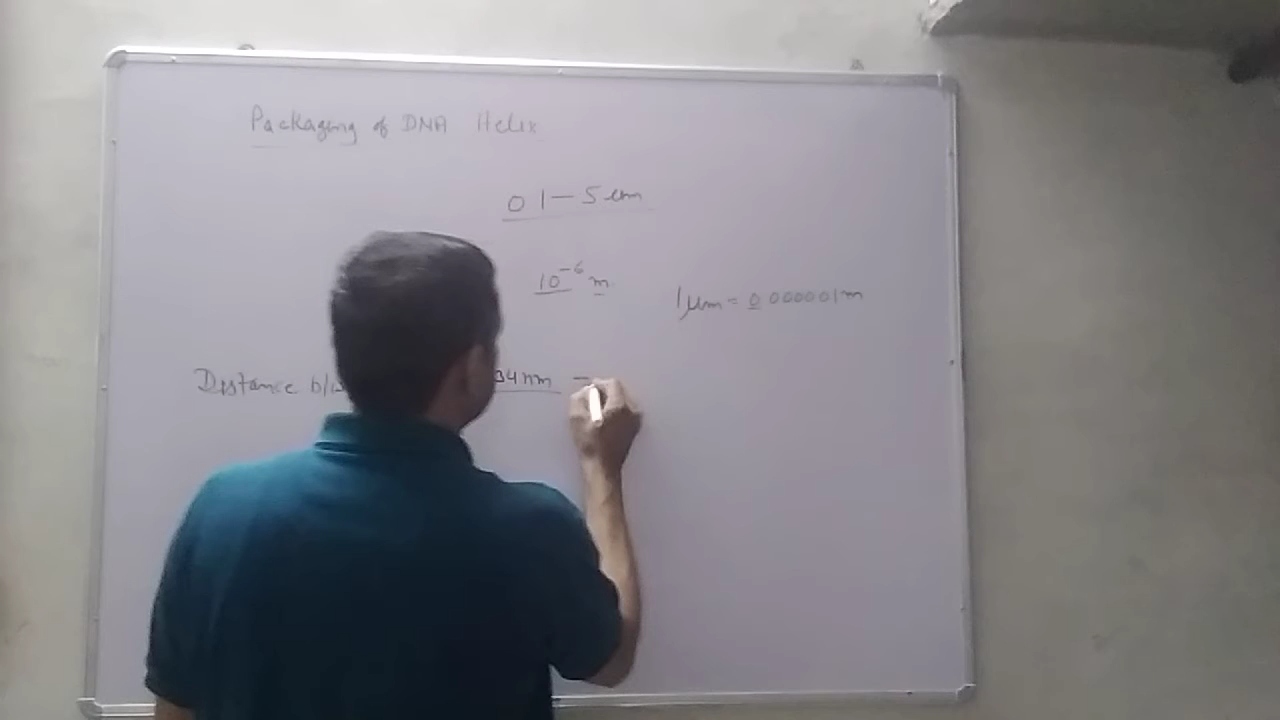 Packaging of DNA Helix
0 1 – 5 um
10⁻⁶ m
1 μm = 0 000001 m
Distance b/w 34 nm –